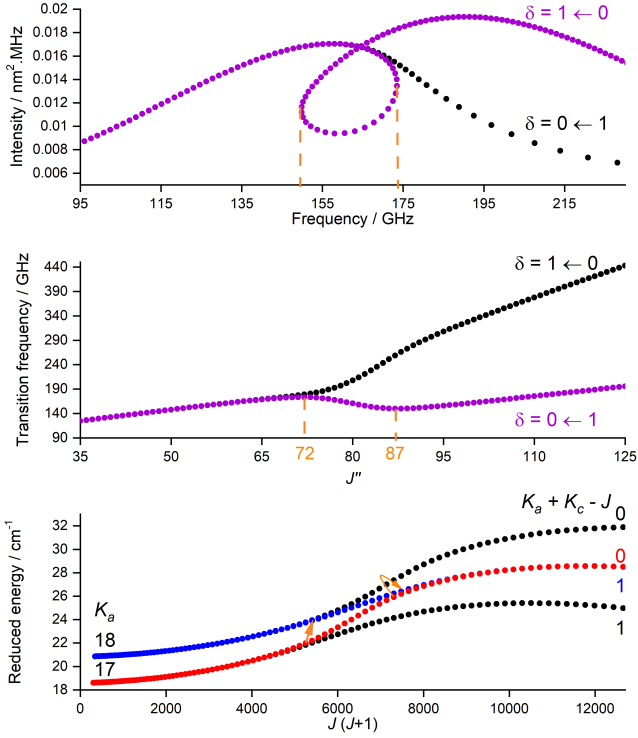 Intensity / nm².MHz
0.02
0.018
0.016
0.014
0.012
0.01
0.008
0.006
δ = 1 ← 0
δ = 0 ← 1
95 115 135 155 175 195 215
Frequency / GHz
Transition frequency / GHz
440
390
340
290
240
190
140
90
δ = 1 ← 0
δ = 0 ← 1
72 87
35 50 65 80 95 110 125
J″
Reduced energy / cm⁻¹
32
30
28
26
24
22
20
18
Kₐ + K꜀ - J
0
0
1
1
Kₐ
18
17
0 2000 4000 6000 8000 10000 12000
J (J+1)